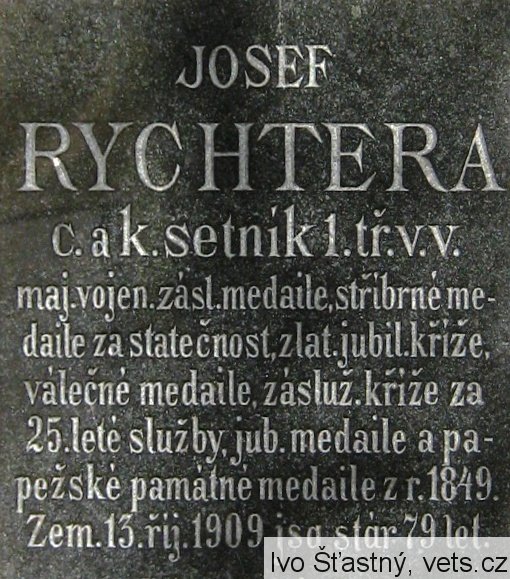 JOSEF
RYCHTERA
c. a k. setník 1. tř. v. v.
maj. vojen. zásl. medaile, stříbrné me-
daile za statečnost, zlat. jubil. kříže,
válečné medaile, zásluž. kříže za
25. leté služby, jub. medaile a pa-
pežské památné medaile z r. 1849.
Zem. 13. říj. 1909 jsa stár 79 let.
Ivo Šťastný, vets.cz